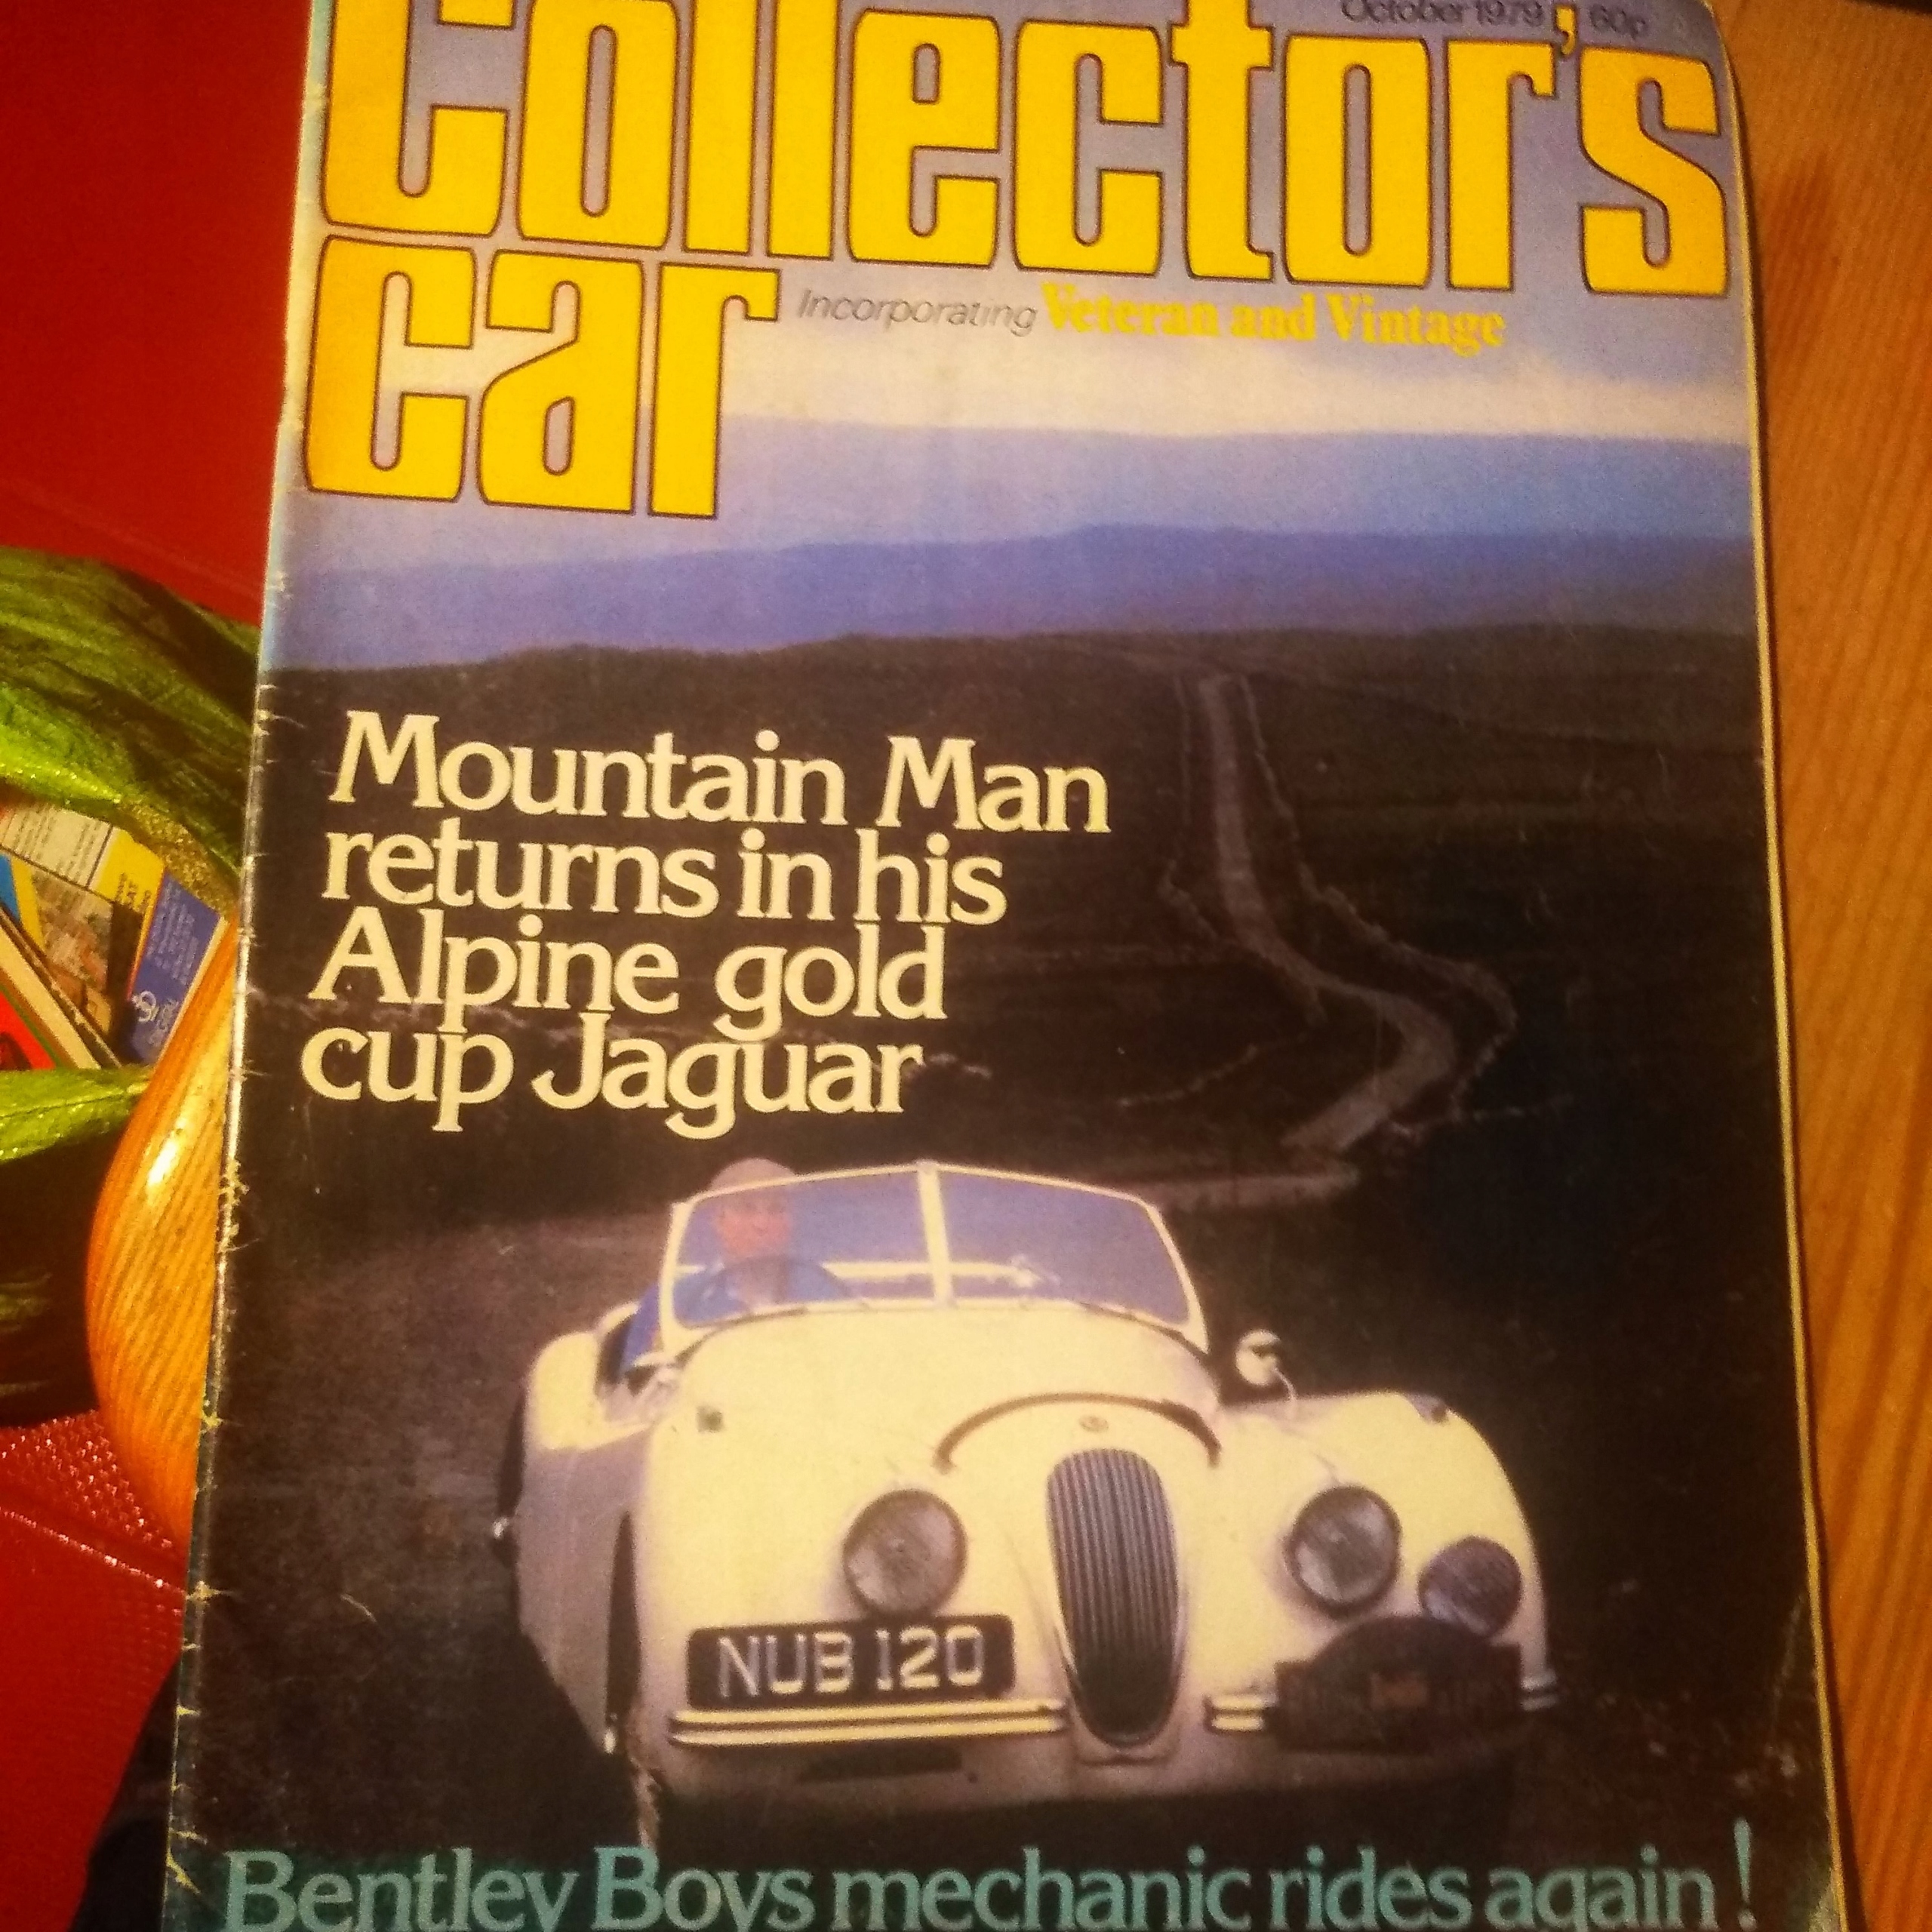 October 1979 60p
Collector's
car
Incorporating Veteran and Vintage
Mountain Man
returns in his
Alpine gold
cup Jaguar
NUB 120
Bentley Boys mechanic rides again!